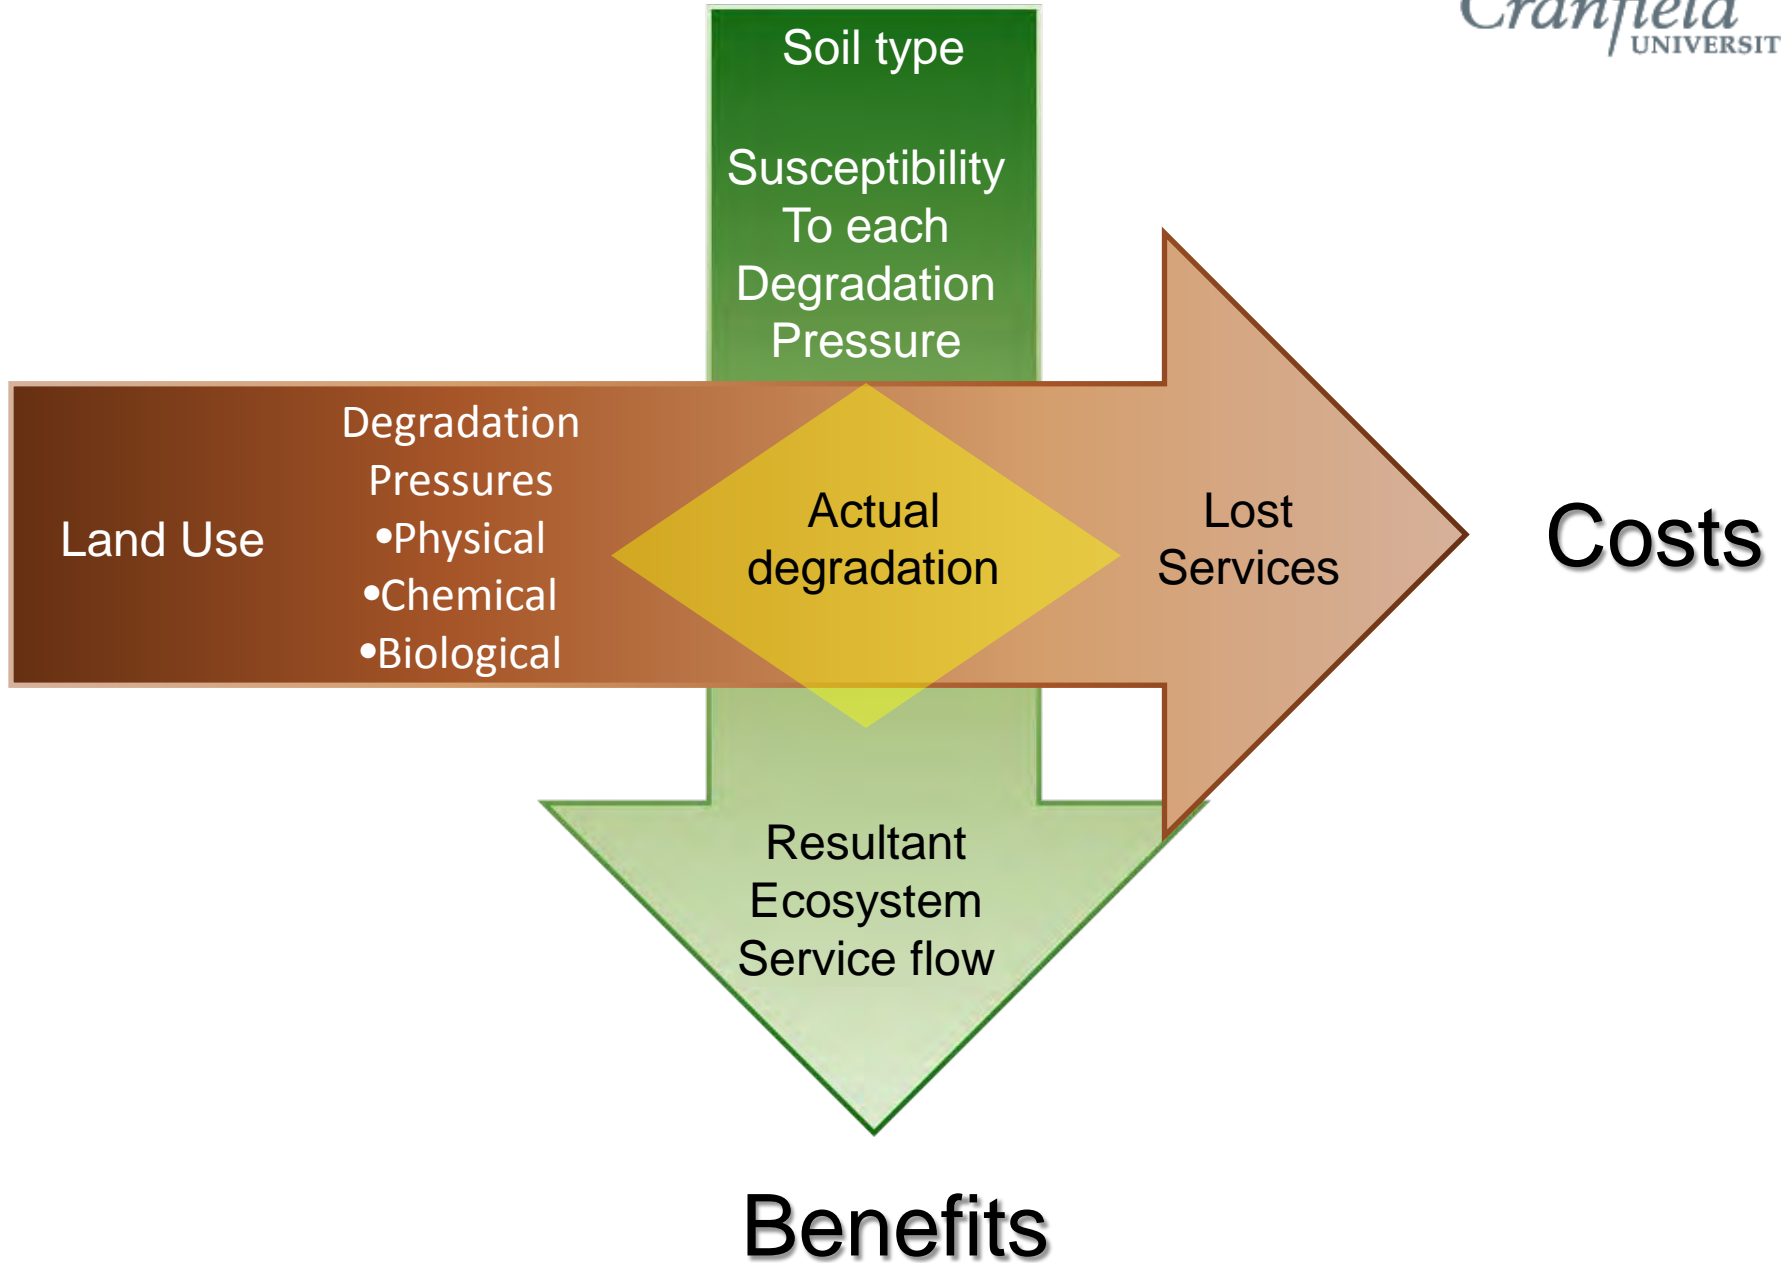 Cranfield
UNIVERSIT
Soil type
Susceptibility
To each
Degradation
Pressure
Land Use
Degradation
Pressures
•Physical
•Chemical
•Biological
Actual
degradation
Lost
Services
Costs
Resultant
Ecosystem
Service flow
Benefits